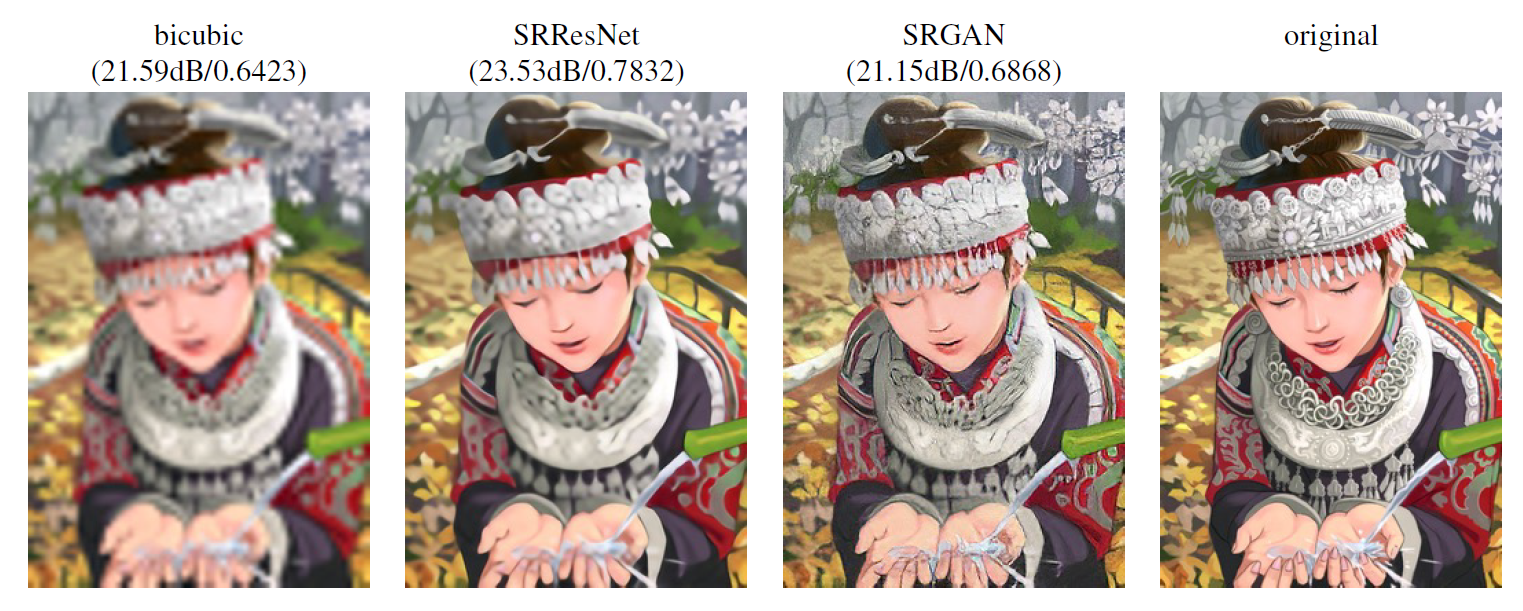 bicubic
(21.59dB/0.6423)
SRResNet
(23.53dB/0.7832)
SRGAN
(21.15dB/0.6868)
original